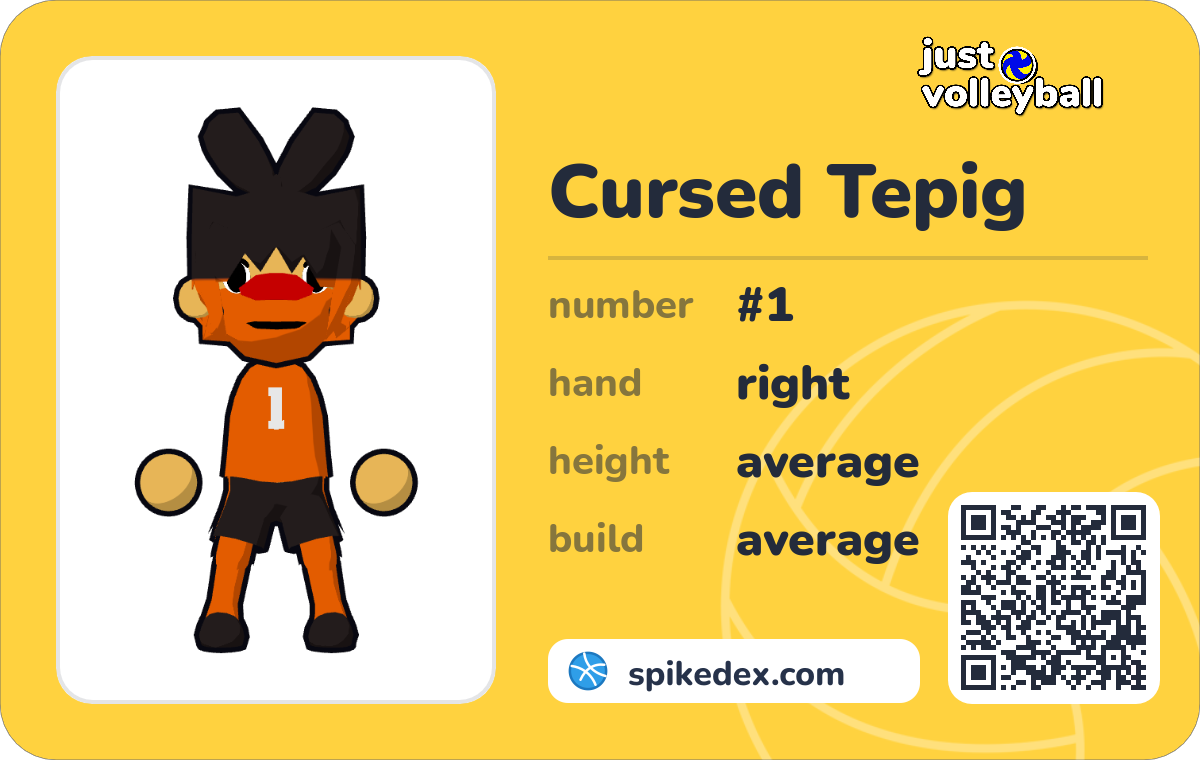 just
volleyball
Cursed Tepig
number #1
hand right
height average
build average
1
spikedex.com